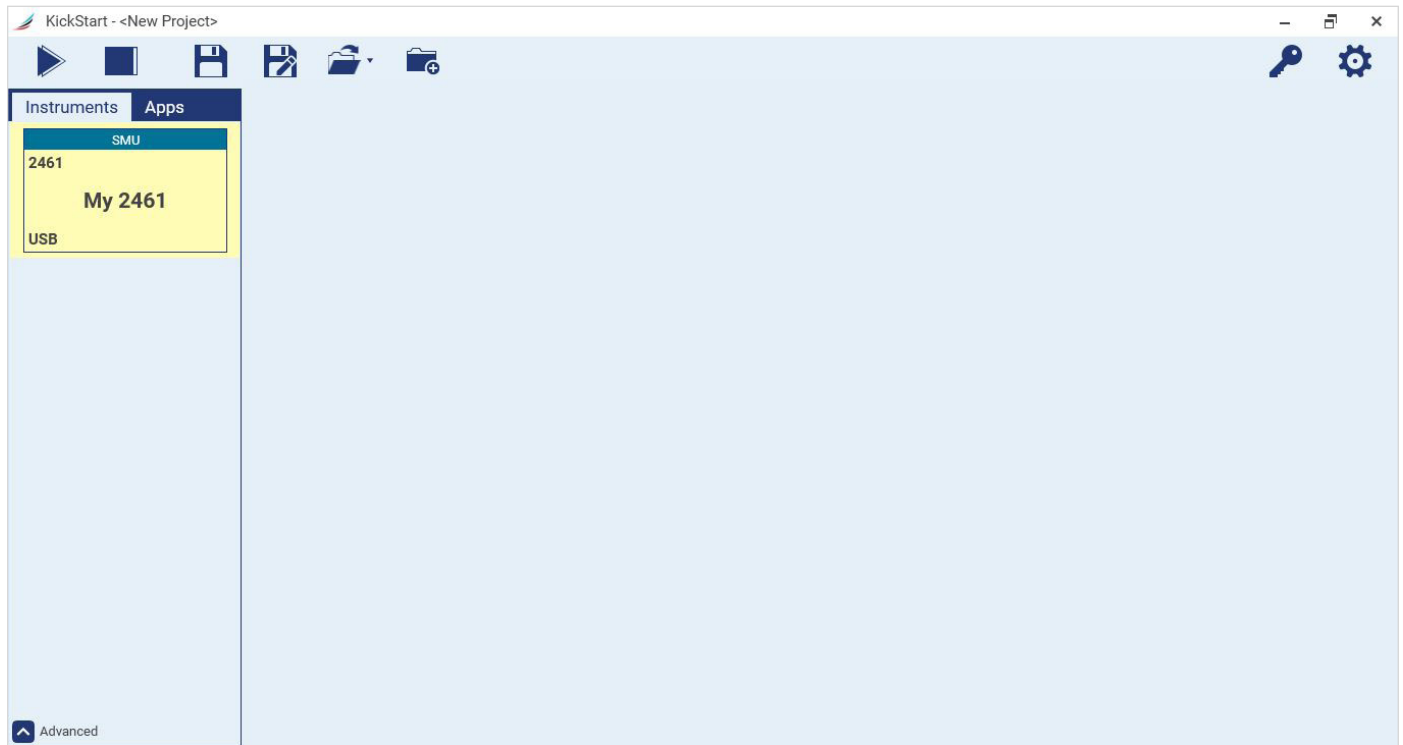 KickStart - <New Project>
Instruments Apps
SMU
2461
My 2461
USB
Advanced